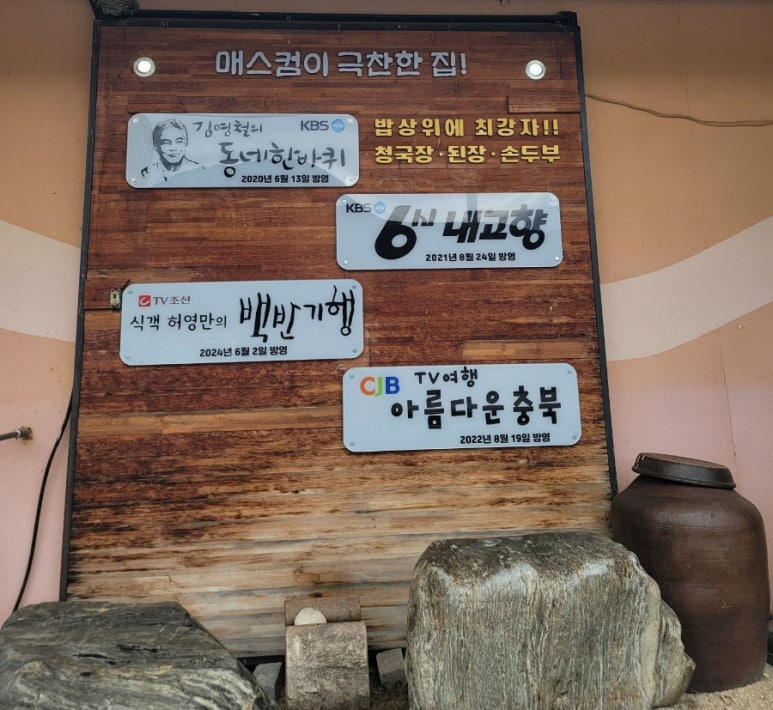 매스컴이 극찬한 집!
김영철의 KBS
동네한바퀴
2020년 6월 13일 방영
밥상위에 최강자!!
청국장·된장·손두부
KBS
6시 내고향
2021년 8월 24일 방영
TV조선
식객 허영만의 백반기행
2024년 6월 2일 방영
CJB TV여행
아름다운충북
2022년 8월 19일 방영